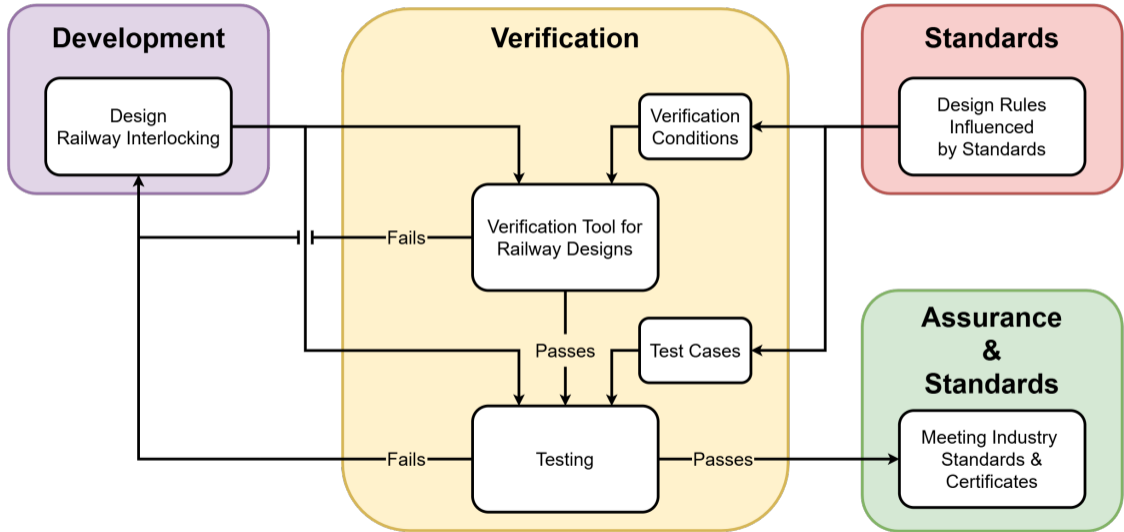 Development
Verification
Standards
Design
Railway Interlocking
Verification
Conditions
Design Rules
Influenced
by Standards
Verification Tool for
Railway Designs
Fails
Passes
Test Cases
Assurance
&
Standards
Testing
Fails
Passes
Meeting Industry
Standards &
Certificates